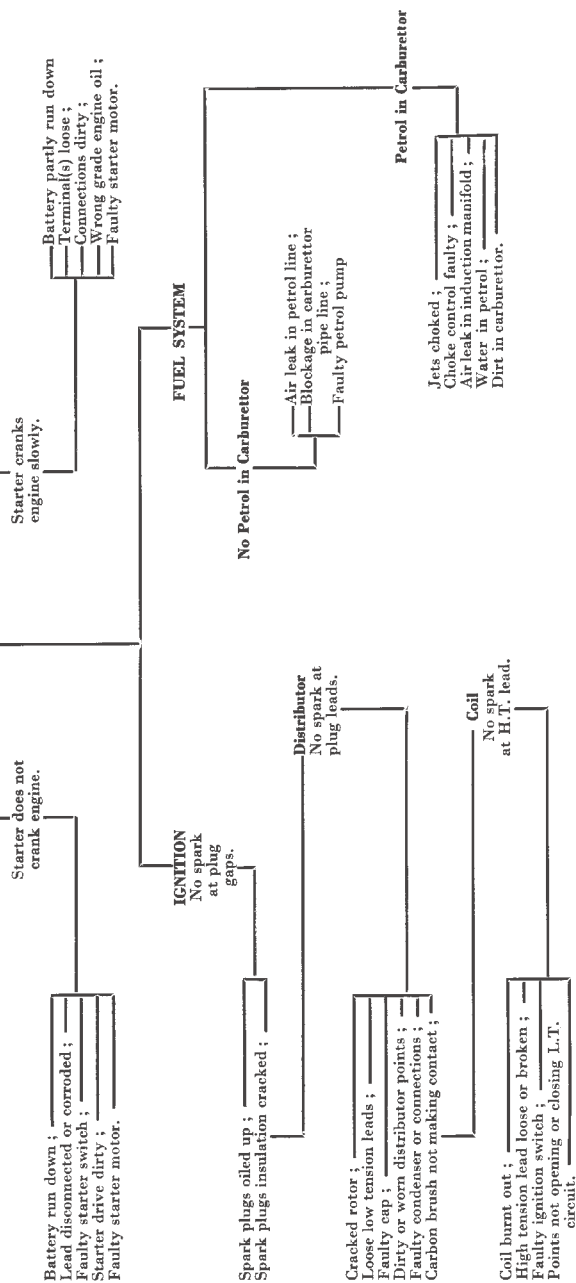 Starter does not
crank engine.
Starter cranks
engine slowly.
Battery run down ;
Lead disconnected or corroded ;
Faulty starter switch ;
Starter drive dirty ;
Faulty starter motor.
Battery partly run down
Terminal(s) loose ;
Connections dirty ;
Wrong grade engine oil ;
Faulty starter motor.
IGNITION
No spark
at plug
gaps.
FUEL SYSTEM
Spark plugs oiled up ;
Spark plugs insulation cracked ;
Distributor
No spark at
plug leads.
Cracked rotor ;
Loose low tension leads ;
Faulty cap ;
Dirty or worn distributor points ;
Faulty condenser or connections ;
Carbon brush not making contact ;
Coil
No spark
at H.T. lead.
Coil burnt out ;
High tension lead loose or broken ;
Faulty ignition switch ;
Points not opening or closing L.T.
circuit.
No Petrol in Carburettor
Air leak in petrol line ;
Blockage in carburettor
pipe line ;
Faulty petrol pump
Petrol in Carburettor
Jets choked ;
Choke control faulty ;
Air leak in induction manifold ;
Water in petrol ;
Dirt in carburettor.